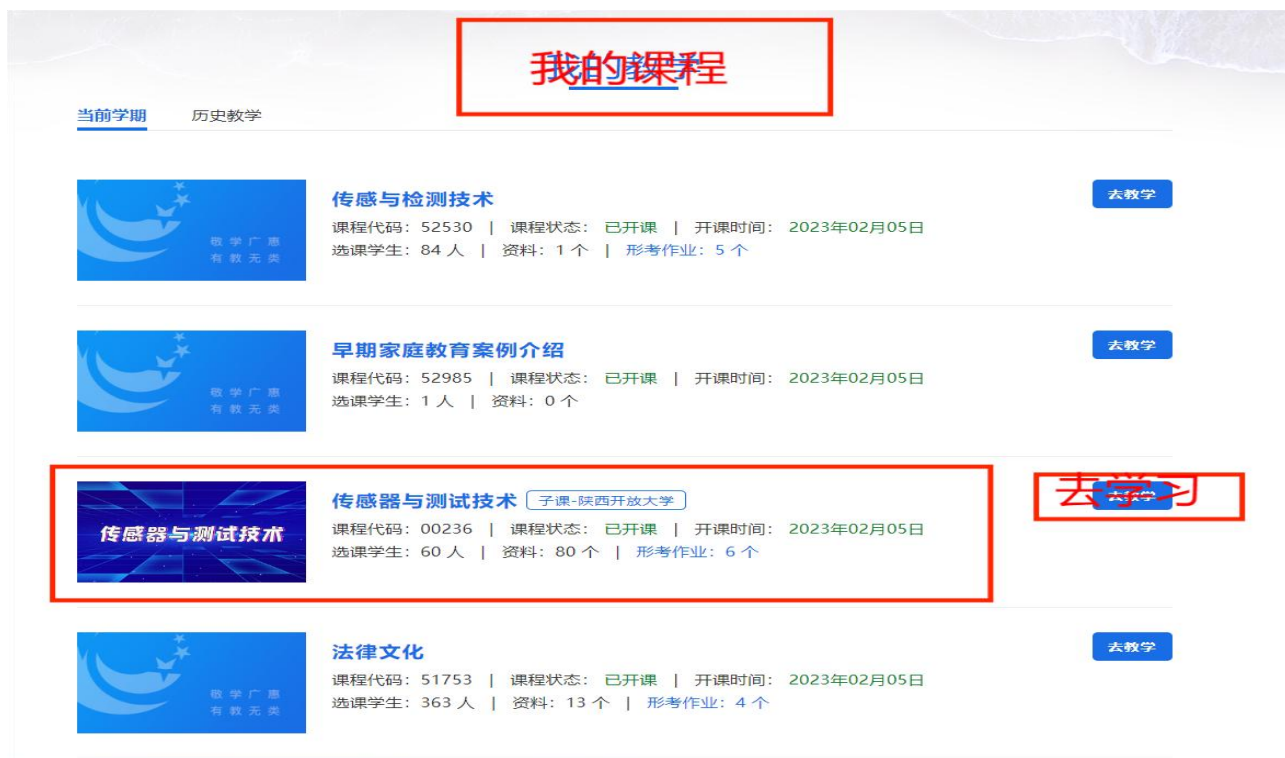 我的课程
当前学期 历史教学
传感与检测技术 去教学
课程代码：52530 | 课程状态： 已开课 | 开课时间： 2023年02月05日
选课学生：84 人 | 资料：1 个 | 形考作业：5 个
敬学广惠
有教无类
早期家庭教育案例介绍 去教学
课程代码：52985 | 课程状态： 已开课 | 开课时间： 2023年02月05日
选课学生：1 人 | 资料：0 个
敬学广惠
有教无类
传感器与测试技术 子课-陕西开放大学 去学习
课程代码：00236 | 课程状态： 已开课 | 开课时间： 2023年02月05日
传感器与测试技术
选课学生：60 人 | 资料：80 个 | 形考作业：6 个
法律文化 去教学
课程代码：51753 | 课程状态： 已开课 | 开课时间： 2023年02月05日
选课学生：363 人 | 资料：13 个 | 形考作业：4 个
敬学广惠
有教无类